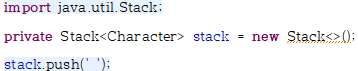 import java.util.Stack;
private Stack<Character> stack = new Stack<>();
stack.push(' ');